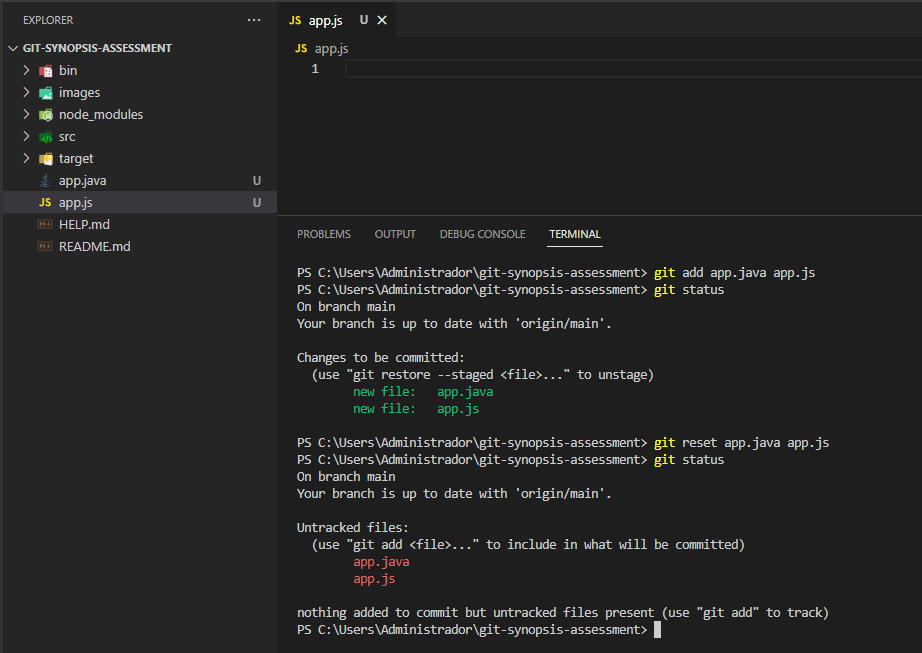 EXPLORER
GIT-SYNOPSIS-ASSESSMENT
bin
images
node_modules
src
target
app.java U
JS app.js U
HELP.md
README.md
JS app.js U
JS app.js
1
PROBLEMS OUTPUT DEBUG CONSOLE TERMINAL
PS C:\Users\Administrador\git-synopsis-assessment> git add app.java app.js
PS C:\Users\Administrador\git-synopsis-assessment> git status
On branch main
Your branch is up to date with 'origin/main'.
Changes to be committed:
(use "git restore --staged <file>..." to unstage)
new file: app.java
new file: app.js
PS C:\Users\Administrador\git-synopsis-assessment> git reset app.java app.js
PS C:\Users\Administrador\git-synopsis-assessment> git status
On branch main
Your branch is up to date with 'origin/main'.
Untracked files:
(use "git add <file>..." to include in what will be committed)
app.java
app.js
nothing added to commit but untracked files present (use "git add" to track)
PS C:\Users\Administrador\git-synopsis-assessment>